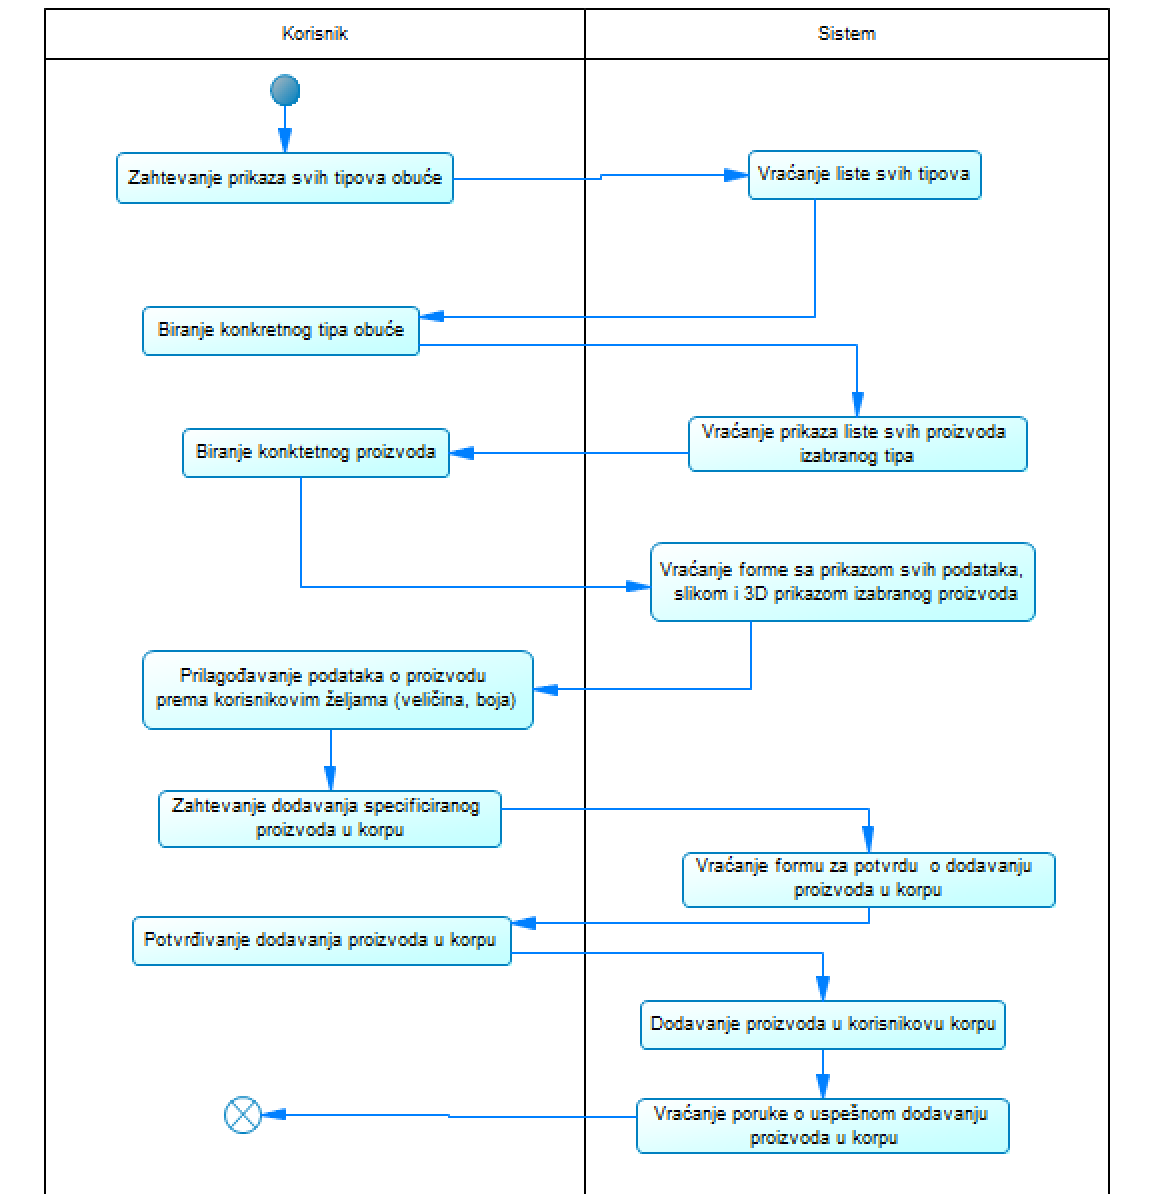 Korisnik
Sistem
Zahtevanje prikaza svih tipova obuće
Vraćanje liste svih tipova
Biranje konkretnog tipa obuće
Vraćanje prikaza liste svih proizvoda
izabranog tipa
Biranje konktetnog proizvoda
Vraćanje forme sa prikazom svih podataka,
slikom i 3D prikazom izabranog proizvoda
Prilagođavanje podataka o proizvodu
prema korisnikovim željama (veličina, boja)
Zahtevanje dodavanja specificiranog
proizvoda u korpu
Vraćanje formu za potvrdu  o dodavanju
proizvoda u korpu
Potvrđivanje dodavanja proizvoda u korpu
Dodavanje proizvoda u korisnikovu korpu
Vraćanje poruke o uspešnom dodavanju
proizvoda u korpu